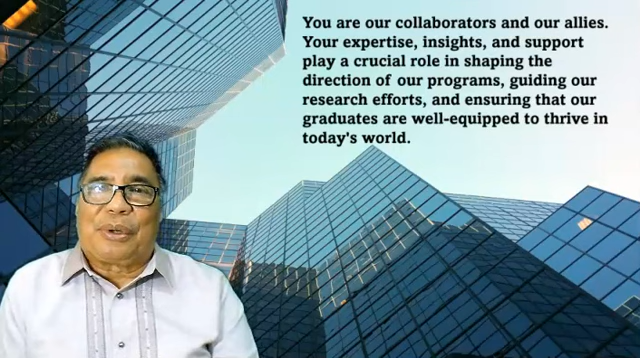 You are our collaborators and our allies.
Your expertise, insights, and support
play a crucial role in shaping the
direction of our programs, guiding our
research efforts, and ensuring that our
graduates are well-equipped to thrive in
today's world.